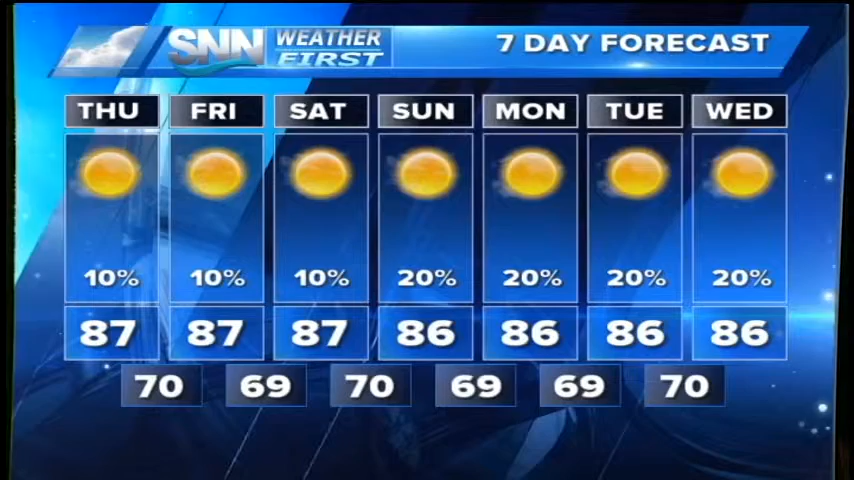 SNN WEATHER FIRST 7 DAY FORECAST
THU FRI SAT SUN MON TUE WED
10% 10% 10% 20% 20% 20% 20%
87 87 87 86 86 86 86
70 69 70 69 69 70